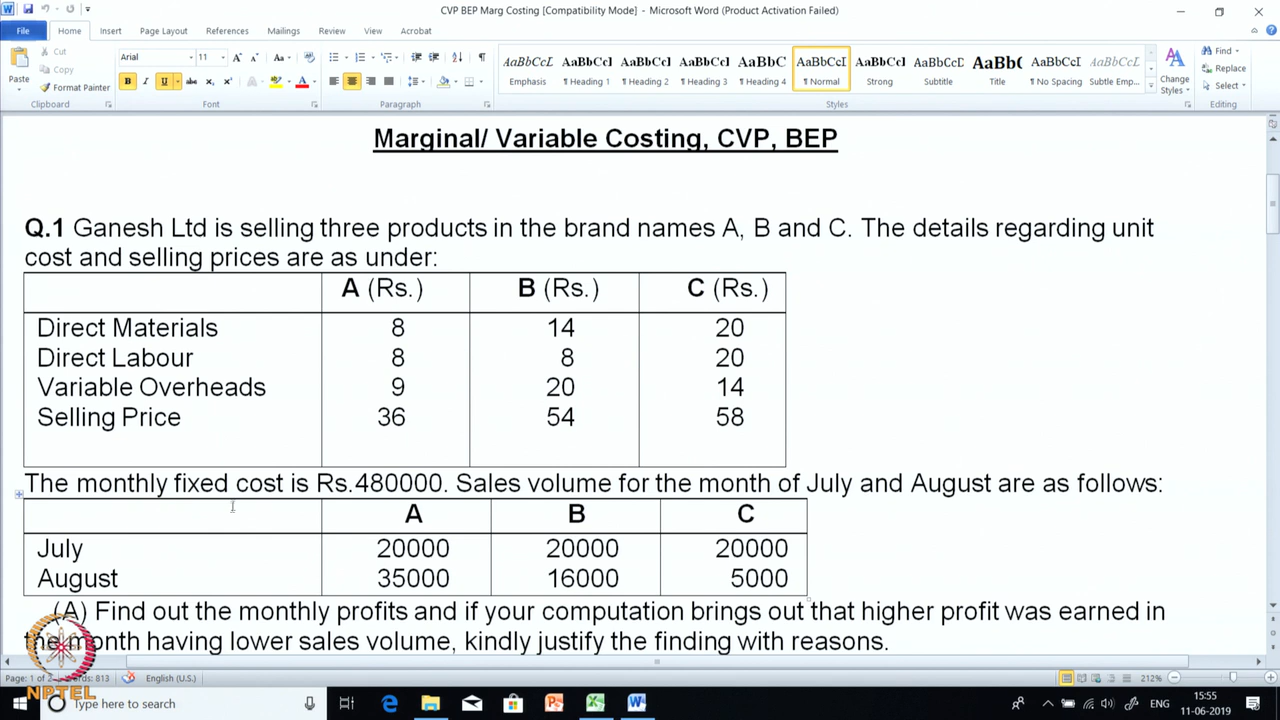 CVP BEP Marg Costing [Compatibility Mode] - Microsoft Word (Product Activation Failed)
File Home Insert Page Layout References Mailings Review View Acrobat
Cut
Copy
Format Painter
Paste
Clipboard
Arial 11
Font
Paragraph
AaBbCcL AaBbCcI AaBbCcI AaBbCcI AaBbC AaBbCcI AaBbCcI AaBbCcD AaBb( AaBbCcI AaBbCcL
Emphasis ¶ Heading 1 ¶ Heading 2 ¶ Heading 3 ¶ Heading 4 ¶ Normal Strong Subtitle Title ¶ No Spacing Subtle Emp...
Styles
Change Styles
Find
Replace
Select
Editing
Marginal/ Variable Costing, CVP, BEP
Q.1 Ganesh Ltd is selling three products in the brand names A, B and C. The details regarding unit
cost and selling prices are as under:
A (Rs.) B (Rs.) C (Rs.)
Direct Materials 8 14 20
Direct Labour 8 8 20
Variable Overheads 9 20 14
Selling Price 36 54 58
The monthly fixed cost is Rs.480000. Sales volume for the month of July and August are as follows:
A B C
July 20000 20000 20000
August 35000 16000 5000
(A) Find out the monthly profits and if your computation brings out that higher profit was earned in
the month having lower sales volume, kindly justify the finding with reasons.
NPTEL
Page: 1 of 2 Words: 813 English (U.S.) 212%
Type here to search
ENG
15:55
11-06-2019